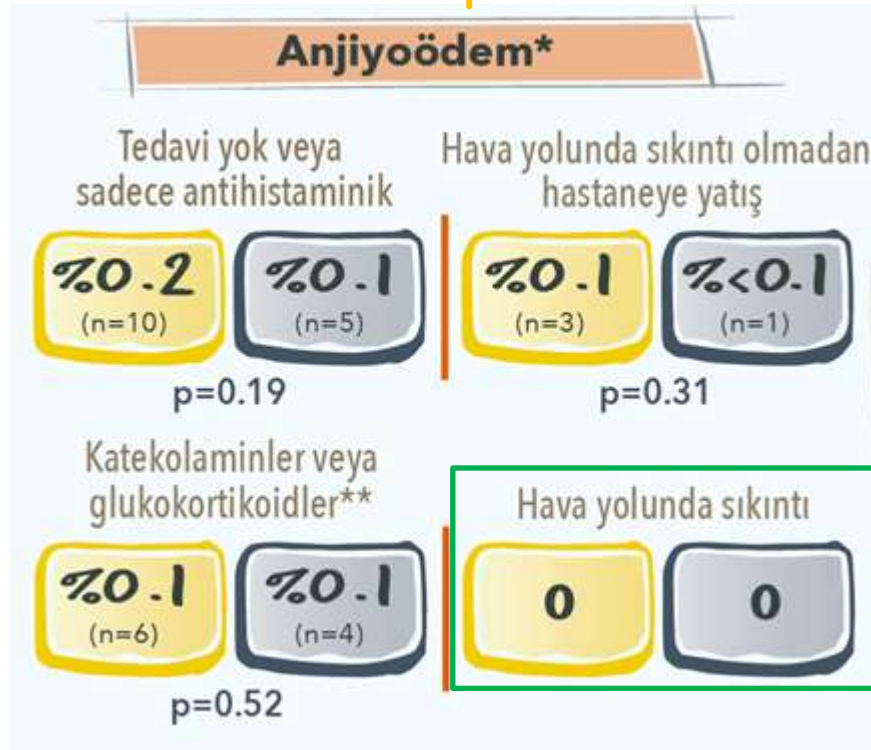 Anjiyoödem*
Tedavi yok veya
sadece antihistaminik
%0.2
(n=10)
%0.1
(n=5)
p=0.19
Hava yolunda sıkıntı olmadan
hastaneye yatış
%0.1
(n=3)
%<0.1
(n=1)
p=0.31
Katekolaminler veya
glukokortikoidler**
%0.1
(n=6)
%0.1
(n=4)
p=0.52
Hava yolunda sıkıntı
0
0